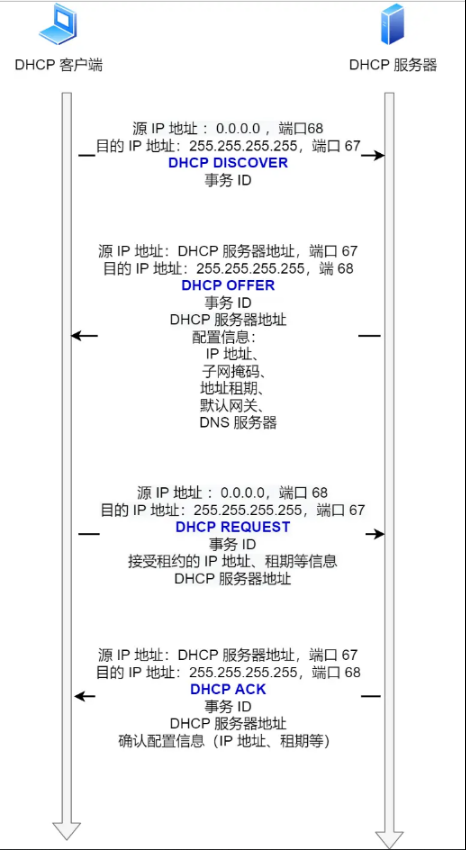 DHCP 客户端
DHCP 服务器
源 IP 地址 ：0.0.0.0 ，端口68
目的 IP 地址：255.255.255.255，端口 67
DHCP DISCOVER
事务 ID
源 IP 地址：DHCP 服务器地址，端口 67
目的 IP 地址：255.255.255.255，端 68
DHCP OFFER
事务 ID
DHCP 服务器地址
配置信息：
IP 地址、
子网掩码、
地址租期、
默认网关、
DNS 服务器
源 IP 地址 ：0.0.0.0，端口 68
目的 IP 地址：255.255.255.255，端口 67
DHCP REQUEST
事务 ID
接受租约的 IP 地址、租期等信息
DHCP 服务器地址
源 IP 地址：DHCP 服务器地址，端口 67
目的 IP 地址：255.255.255.255，端口 68
DHCP ACK
事务 ID
DHCP 服务器地址
确认配置信息（IP 地址、租期等）